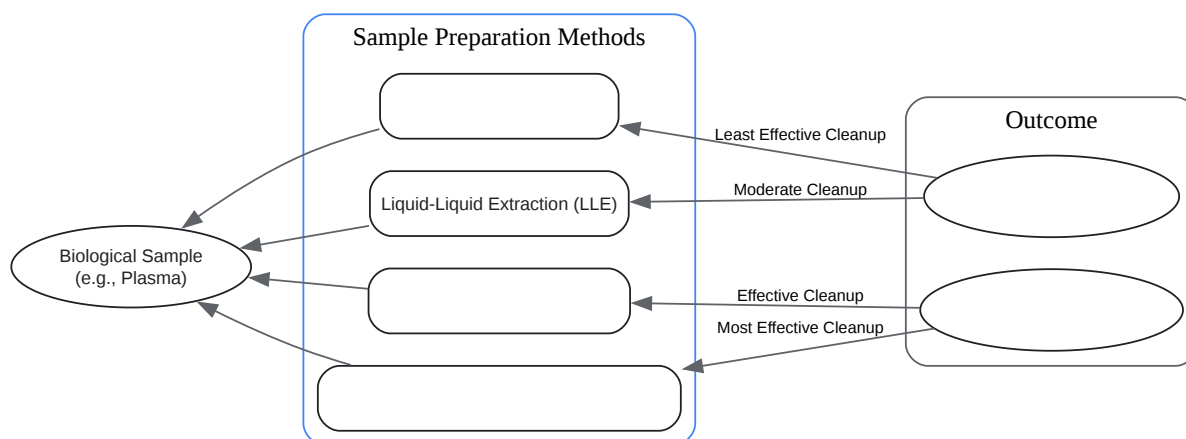 Sample Preparation Methods
Outcome
Least Effective Cleanup
Moderate Cleanup
Liquid-Liquid Extraction (LLE)
Biological Sample
(e.g., Plasma)
Effective Cleanup
Most Effective Cleanup